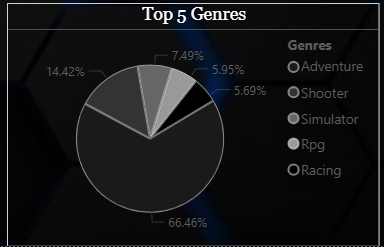 Top 5 Genres
7.49%
5.95%
5.69%
14.42%
66.46%
Genres
Adventure
Shooter
Simulator
Rpg
Racing